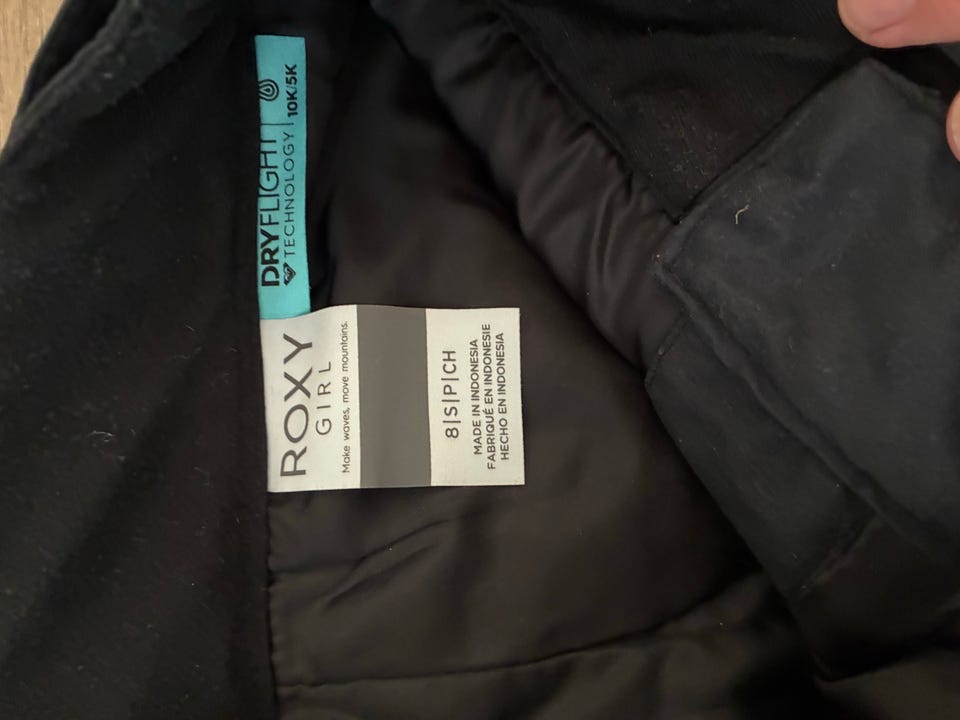 DRYFLIGHT
TECHNOLOGY | 10K/5K
ROXY
GIRL
Make waves, move mountains.
8|S|P|CH
MADE IN INDONESIA
FABRIQUÉ EN INDONESIE
HECHO EN INDONESIA